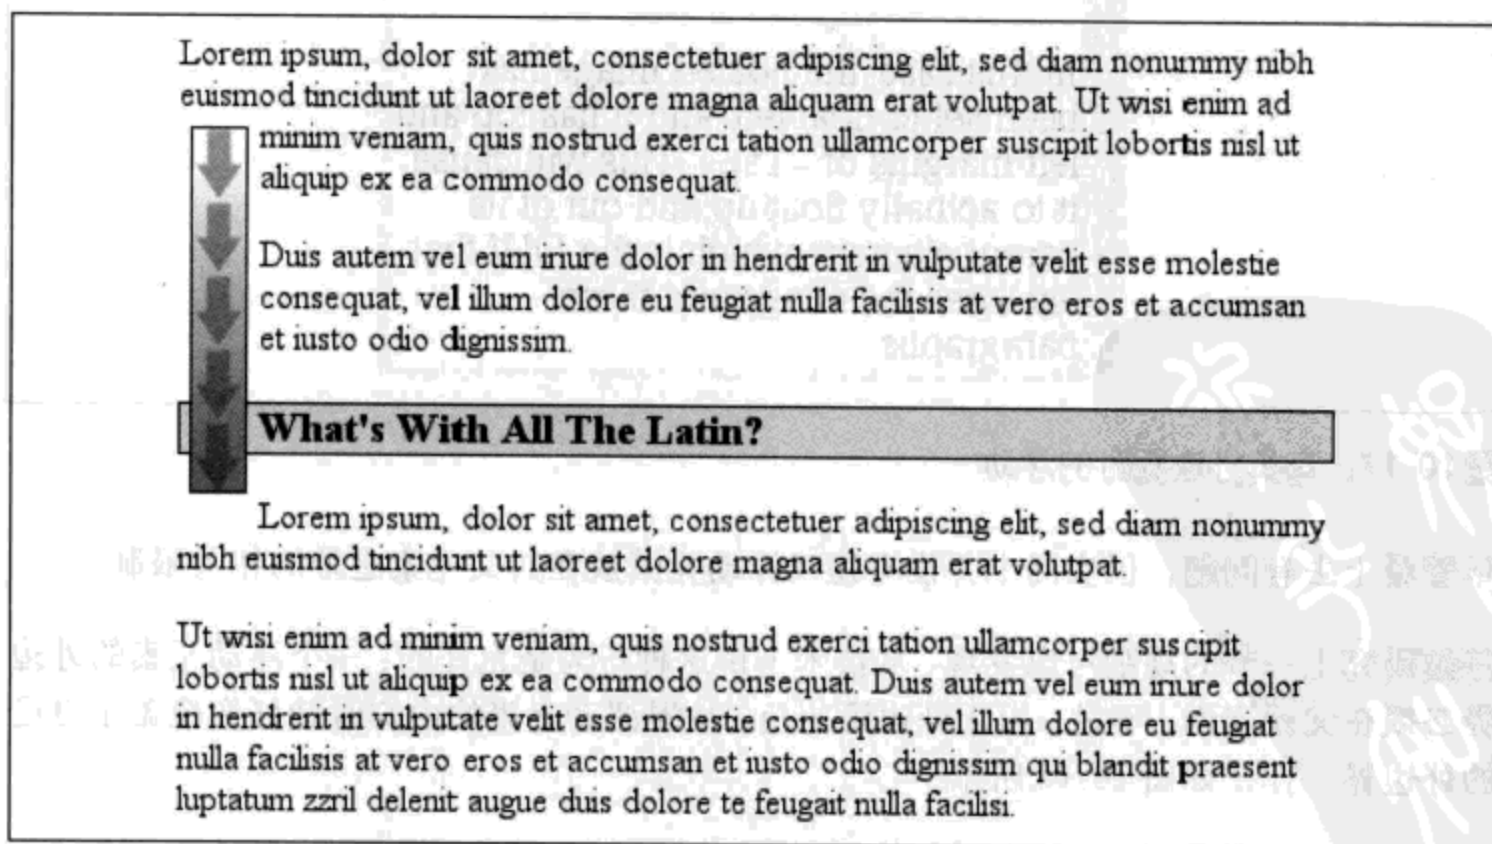 Lorem ipsum, dolor sit amet, consectetuer adipiscing elit, sed diam nonummy nibh
euismod tincidunt ut laoreet dolore magna aliquam erat volutpat. Ut wisi enim ad
minim veniam, quis nostrud exerci tation ullamcorper suscipit lobortis nisl ut
aliquip ex ea commodo consequat.
Duis autem vel eum iriure dolor in hendrerit in vulputate velit esse molestie
consequat, vel illum dolore eu feugiat nulla facilisis at vero eros et accumsan
et iusto odio dignissim.
What's With All The Latin?
Lorem ipsum, dolor sit amet, consectetuer adipiscing elit, sed diam nonummy
nibh euismod tincidunt ut laoreet dolore magna aliquam erat volutpat.
Ut wisi enim ad minim veniam, quis nostrud exerci tation ullamcorper suscipit
lobortis nisl ut aliquip ex ea commodo consequat. Duis autem vel eum iriure dolor
in hendrerit in vulputate velit esse molestie consequat, vel illum dolore eu feugiat
nulla facilisis at vero eros et accumsan et iusto odio dignissim qui blandit praesent
luptatum zzril delenit augue duis dolore te feugait nulla facilisi.